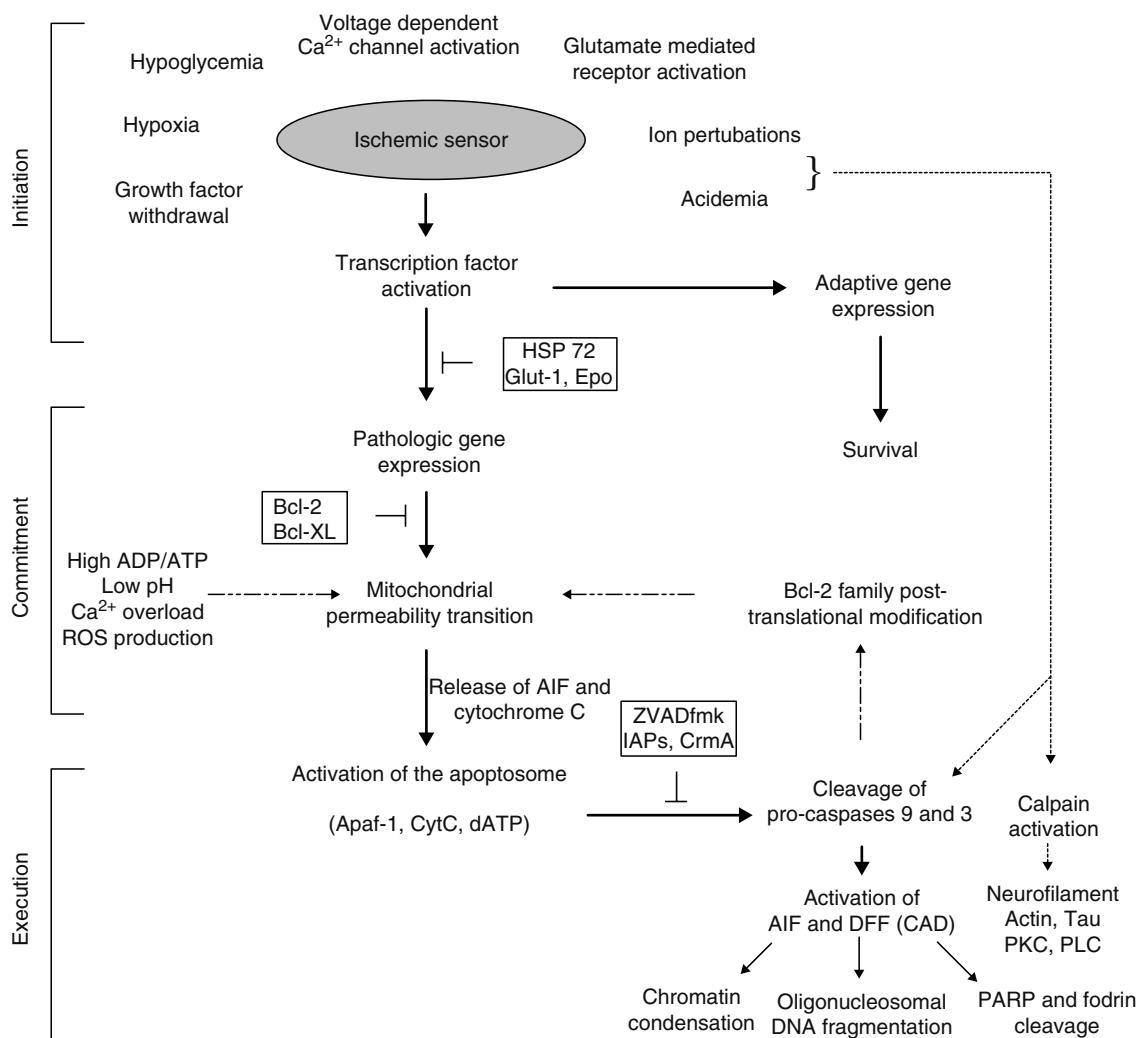 Initiation
Voltage dependent
Ca2+ channel activation
Hypoglycemia
Glutamate mediated
receptor activation
Hypoxia
Ischemic sensor
Ion pertubations
}
Growth factor
withdrawal
Acidemia
Transcription factor
activation
Adaptive gene
expression
HSP 72
Glut-1, Epo
Commitment
Pathologic gene
expression
Survival
Bcl-2
Bcl-XL
High ADP/ATP
Low pH
Ca2+ overload
ROS production
Mitochondrial
permeability transition
Bcl-2 family post-
translational modification
Release of AIF and
cytochrome C
ZVADfmk
IAPs, CrmA
Execution
Activation of the apoptosome
(Apaf-1, CytC, dATP)
Cleavage of
pro-caspases 9 and 3
Calpain
activation
Activation of
AIF and DFF (CAD)
Neurofilament
Actin, Tau
PKC, PLC
Chromatin
condensation
Oligonucleosomal
DNA fragmentation
PARP and fodrin
cleavage